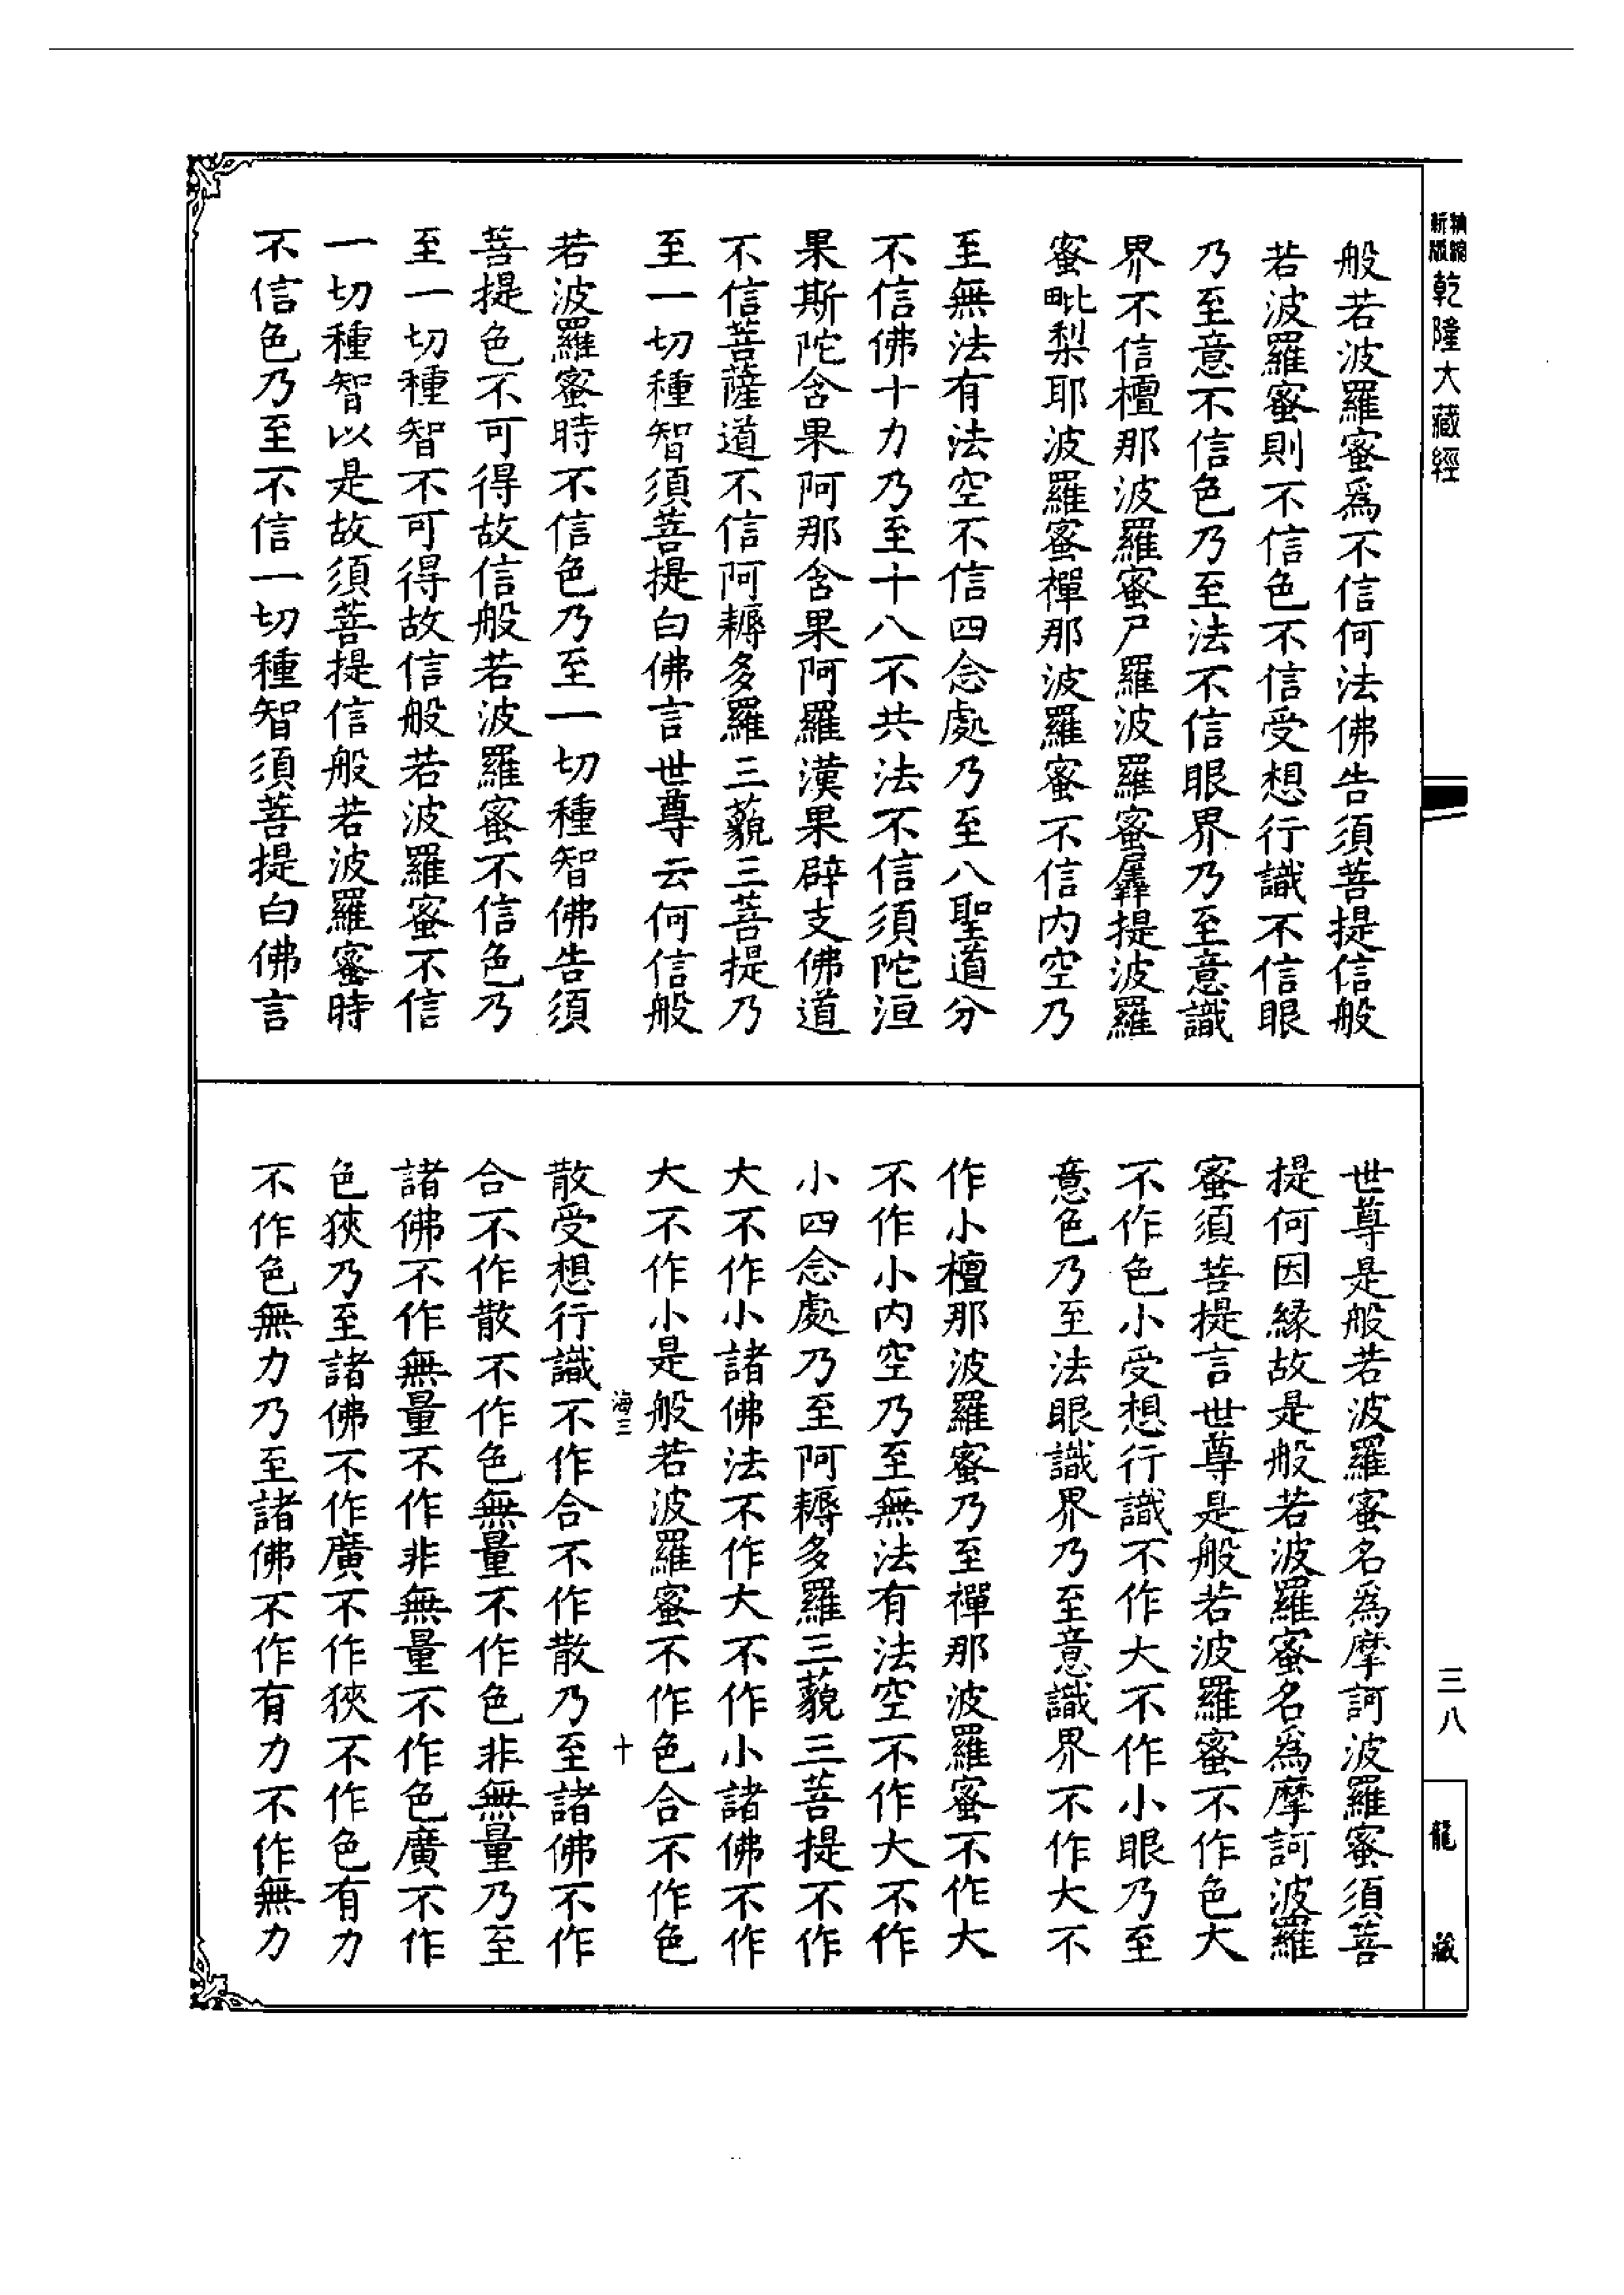 精縮新版乾隆大藏經
般若波羅蜜爲不信何法佛告須菩提信般
若波羅蜜則不信色不信受想行識不信眼
乃至意不信色乃至法不信眼界乃至意識
界不信檀那波羅蜜尸羅波羅蜜羼提波羅
蜜毗梨耶波羅蜜禪那波羅蜜不信內空乃
至無法有法空不信四念處乃至八聖道分
不信佛十力乃至十八不共法不信須陀洹
果斯陀含果阿那含果阿羅漢果辟支佛道
不信菩薩道不信阿耨多羅三藐三菩提乃
至一切種智須菩提白佛言世尊云何信般
若波羅蜜時不信色乃至一切種智佛告須
菩提色不可得故信般若波羅蜜不信色乃
至一切種智不可得故信般若波羅蜜不信
一切種智以是故須菩提信般若波羅蜜時
不信色乃至不信一切種智須菩提白佛言
世尊是般若波羅蜜名爲摩訶波羅蜜須菩
提何因緣故是般若波羅蜜名爲摩訶波羅
蜜須菩提言世尊是般若波羅蜜不作色大
不作色小受想行識不作大不作小眼乃至
意色乃至法眼識界乃至意識界不作大不
作小檀那波羅蜜乃至禪那波羅蜜不作大
不作小內空乃至無法有法空不作大不作
小四念處乃至阿耨多羅三藐三菩提不作
大不作小諸佛法不作大不作小諸佛不作
大不作小是般若波羅蜜不作色合不作色
海三 十
散受想行識不作合不作散乃至諸佛不作
合不作散不作色無量不作色非無量乃至
諸佛不作無量不作非無量不作色廣不作
色狹乃至諸佛不作廣不作狹不作色有力
不作色無力乃至諸佛不作有力不作無力
三八
龍藏